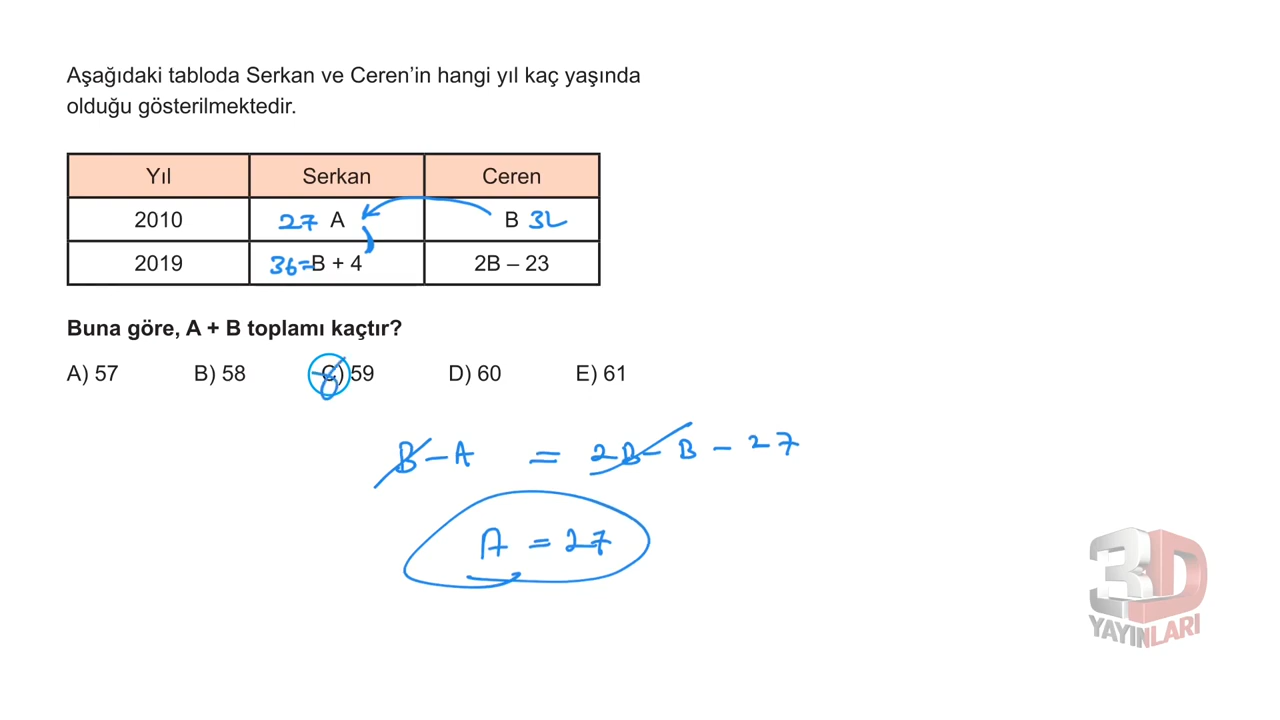 Aşağıdaki tabloda Serkan ve Ceren’in hangi yıl kaç yaşında
olduğu gösterilmektedir.
Yıl Serkan Ceren
2010 27 A B 32
2019 36=B + 4 2B – 23
Buna göre, A + B toplamı kaçtır?
A) 57 B) 58 C) 59 D) 60 E) 61
B – A = 2B – B – 27
A = 27
3D
YAYINLARI